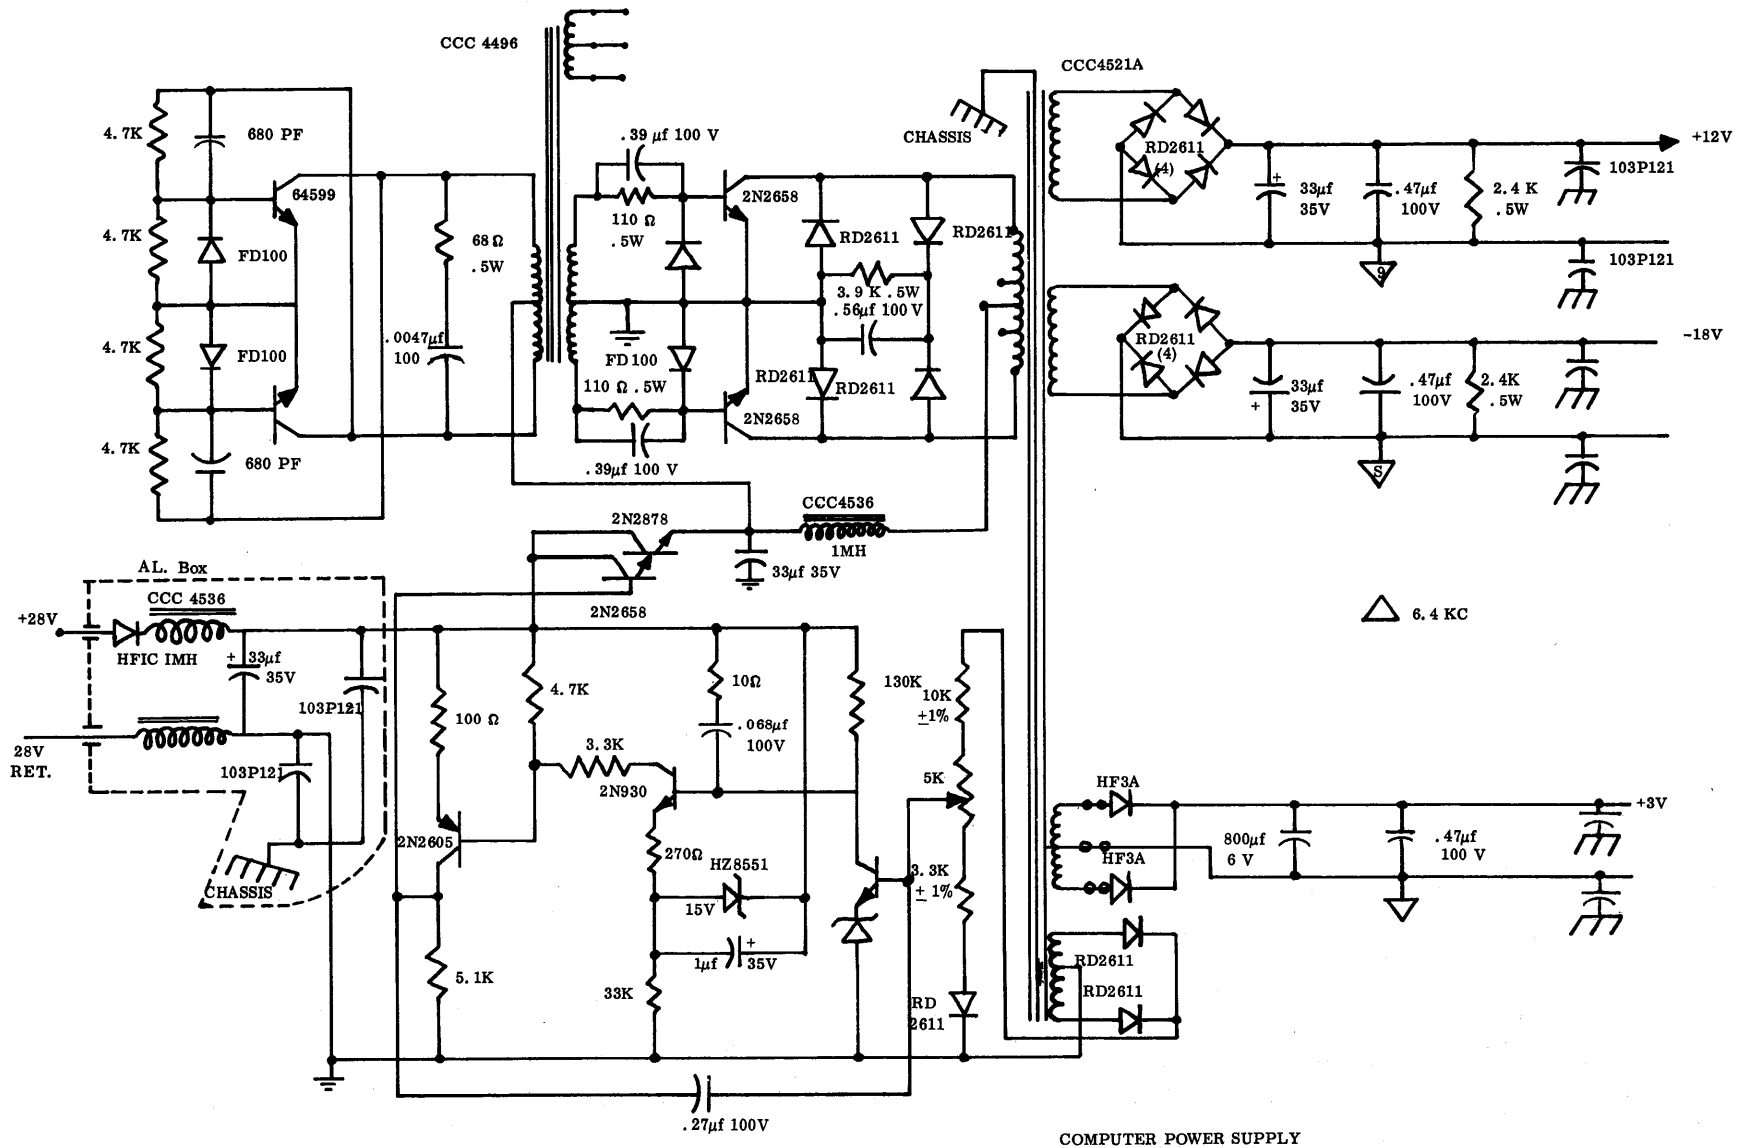 CCC 4496
CCC4521A
4.7K
680 PF
.39 µf 100 V
CHASSIS
+12V
64599
2N2658
RD2611
(4)
103P121
110 Ω
.5W
33µf
35V
.47µf
100V
2.4 K
.5W
4.7K
FD100
68Ω
.5W
RD2611
RD2611
103P121
3.9 K .5W
.56µf 100 V
+
9
.0047µf
100
4.7K
FD100
FD100
110 Ω .5W
RD2611
RD2611
2N2658
RD2611
(4)
-18V
33µf
35V
+
.47µf
100V
2.4K
.5W
4.7K
680 PF
.39µf 100 V
S
CCC4536
1MH
2N2878
33µf 35V
2N2658
AL. Box
CCC 4536
+28V
HFIC IMH
+
33µf
35V
103P121
6.4 KC
100 Ω
4.7K
10Ω
.068µf
100V
130K
10K
±1%
28V
RET.
103P121
3.3K
2N930
5K
HF3A
+3V
2N2605
270Ω
HZ8551
15V
3.3K
± 1%
HF3A
800µf
6 V
.47µf
100 V
CHASSIS
5.1K
1µf
+
35V
33K
RD
2611
RD2611
RD2611
.27µf 100V
COMPUTER POWER SUPPLY